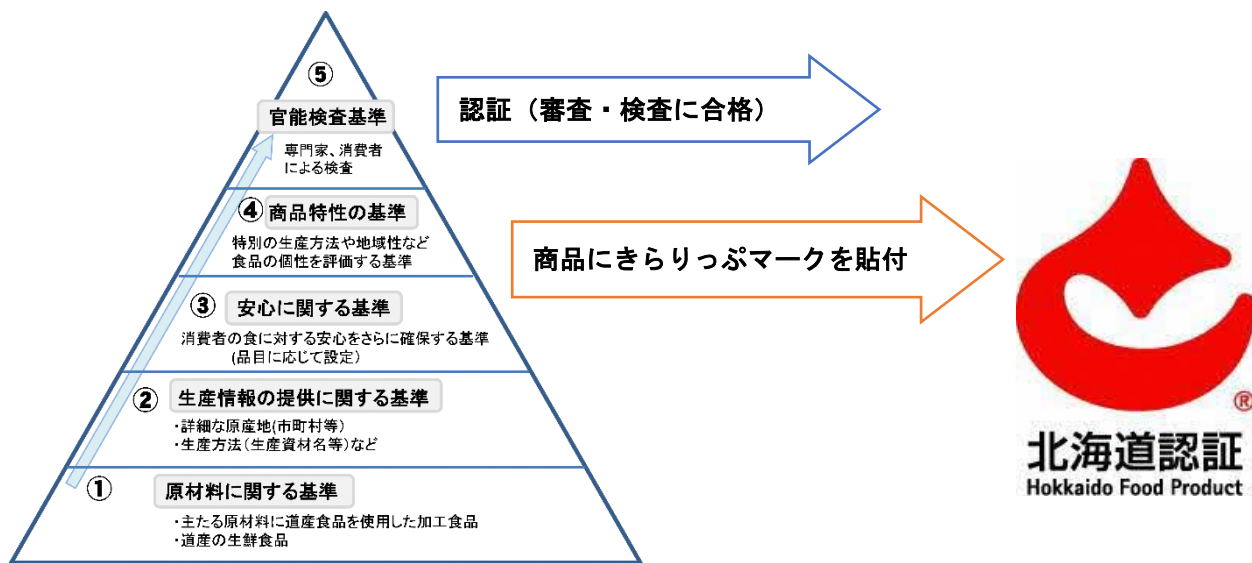 ⑤
官能検査基準
専門家、消費者
による検査
④ 商品特性の基準
特別の生産方法や地域性など
食品の個性を評価する基準
③ 安心に関する基準
消費者の食に対する安心をさらに確保する基準
(品目に応じて設定)
② 生産情報の提供に関する基準
・詳細な原産地(市町村等)
・生産方法(生産資材名等)など
① 原材料に関する基準
・主たる原材料に道産食品を使用した加工食品
・道産の生鮮食品
認証（審査・検査に合格）
商品にきらりっぷマークを貼付
®
北海道認証
Hokkaido Food Product